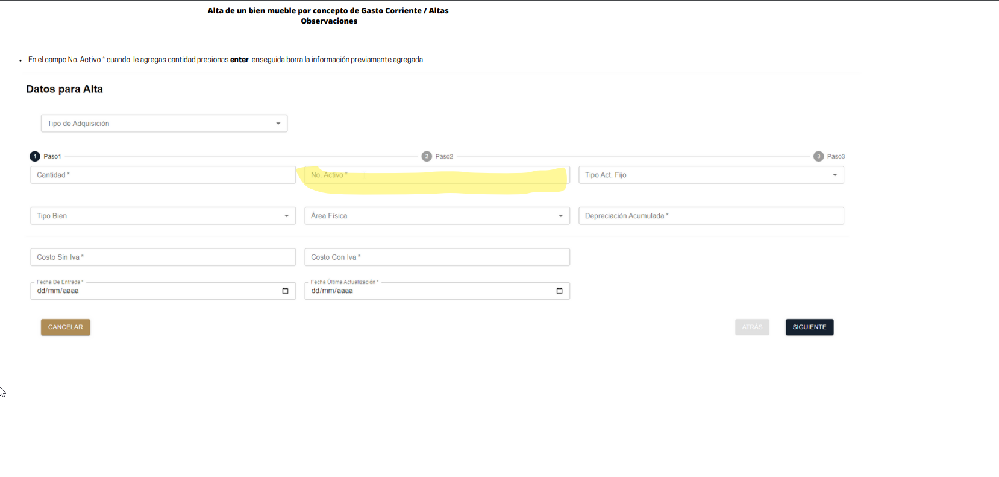 Alta de un bien mueble por concepto de Gasto Corriente / Altas
Observaciones
• En el campo No. Activo * cuando le agregas cantidad presionas enter enseguida borra la información previamente agregada
Datos para Alta
Tipo de Adquisición
1 Paso1 2 Paso2 3 Paso3
Cantidad * No. Activo * Tipo Act. Fijo
Tipo Bien Área Física Depreciación Acumulada *
Costo Sin Iva * Costo Con Iva *
Fecha De Entrada * Fecha Última Actualización *
dd/mm/aaaa dd/mm/aaaa
CANCELAR ATRÁS SIGUIENTE